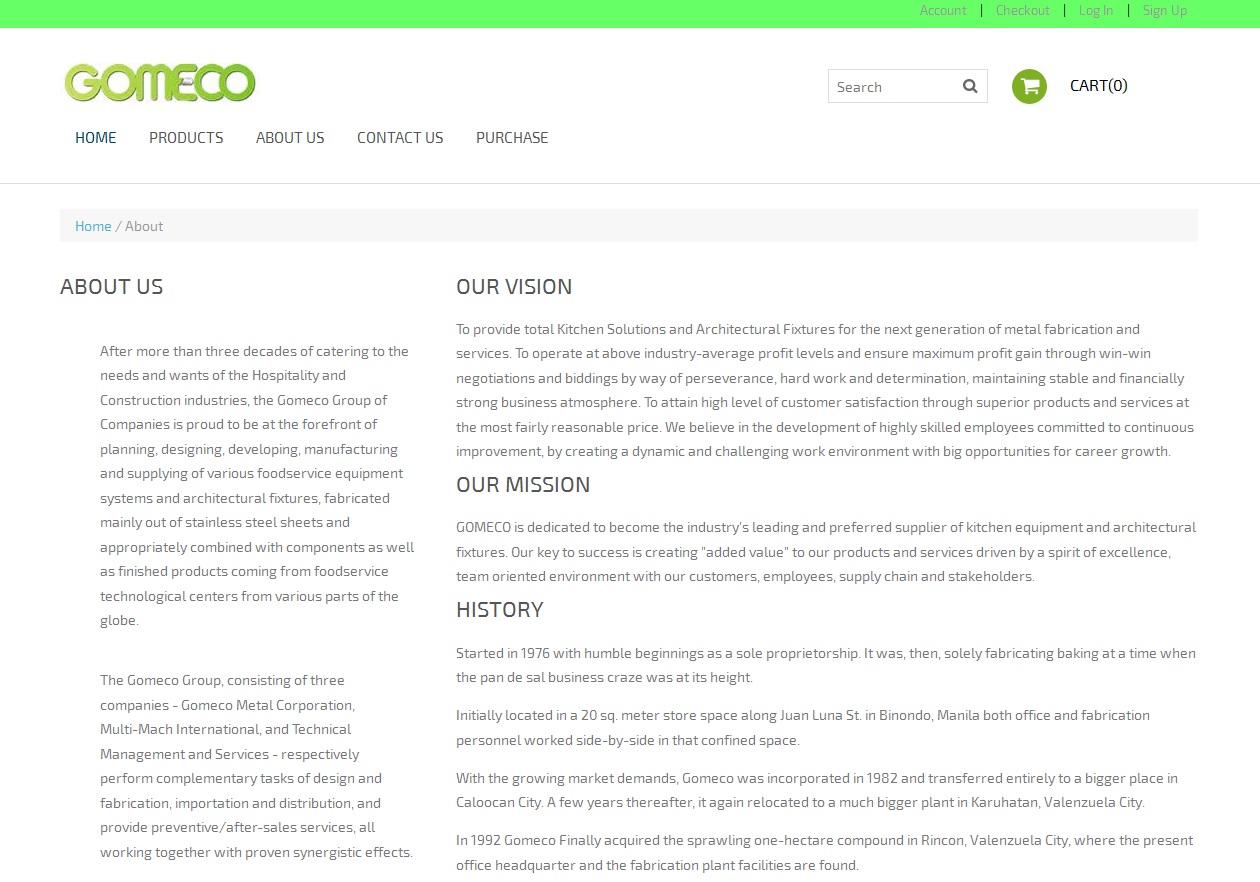 Account | Checkout | Log In | Sign Up
GOMECO
Search
CART(0)
HOME PRODUCTS ABOUT US CONTACT US PURCHASE
Home / About
ABOUT US
After more than three decades of catering to the
needs and wants of the Hospitality and
Construction industries, the Gomeco Group of
Companies is proud to be at the forefront of
planning, designing, developing, manufacturing
and supplying of various foodservice equipment
systems and architectural fixtures, fabricated
mainly out of stainless steel sheets and
appropriately combined with components as well
as finished products coming from foodservice
technological centers from various parts of the
globe.
The Gomeco Group, consisting of three
companies - Gomeco Metal Corporation,
Multi-Mach International, and Technical
Management and Services - respectively
perform complementary tasks of design and
fabrication, importation and distribution, and
provide preventive/after-sales services, all
working together with proven synergistic effects.
OUR VISION
To provide total Kitchen Solutions and Architectural Fixtures for the next generation of metal fabrication and
services. To operate at above industry-average profit levels and ensure maximum profit gain through win-win
negotiations and biddings by way of perseverance, hard work and determination, maintaining stable and financially
strong business atmosphere. To attain high level of customer satisfaction through superior products and services at
the most fairly reasonable price. We believe in the development of highly skilled employees committed to continuous
improvement, by creating a dynamic and challenging work environment with big opportunities for career growth.
OUR MISSION
GOMECO is dedicated to become the industry's leading and preferred supplier of kitchen equipment and architectural
fixtures. Our key to success is creating "added value" to our products and services driven by a spirit of excellence,
team oriented environment with our customers, employees, supply chain and stakeholders.
HISTORY
Started in 1976 with humble beginnings as a sole proprietorship. It was, then, solely fabricating baking at a time when
the pan de sal business craze was at its height.
Initially located in a 20 sq. meter store space along Juan Luna St. in Binondo, Manila both office and fabrication
personnel worked side-by-side in that confined space.
With the growing market demands, Gomeco was incorporated in 1982 and transferred entirely to a bigger place in
Caloocan City. A few years thereafter, it again relocated to a much bigger plant in Karuhatan, Valenzuela City.
In 1992 Gomeco Finally acquired the sprawling one-hectare compound in Rincon, Valenzuela City, where the present
office headquarter and the fabrication plant facilities are found.